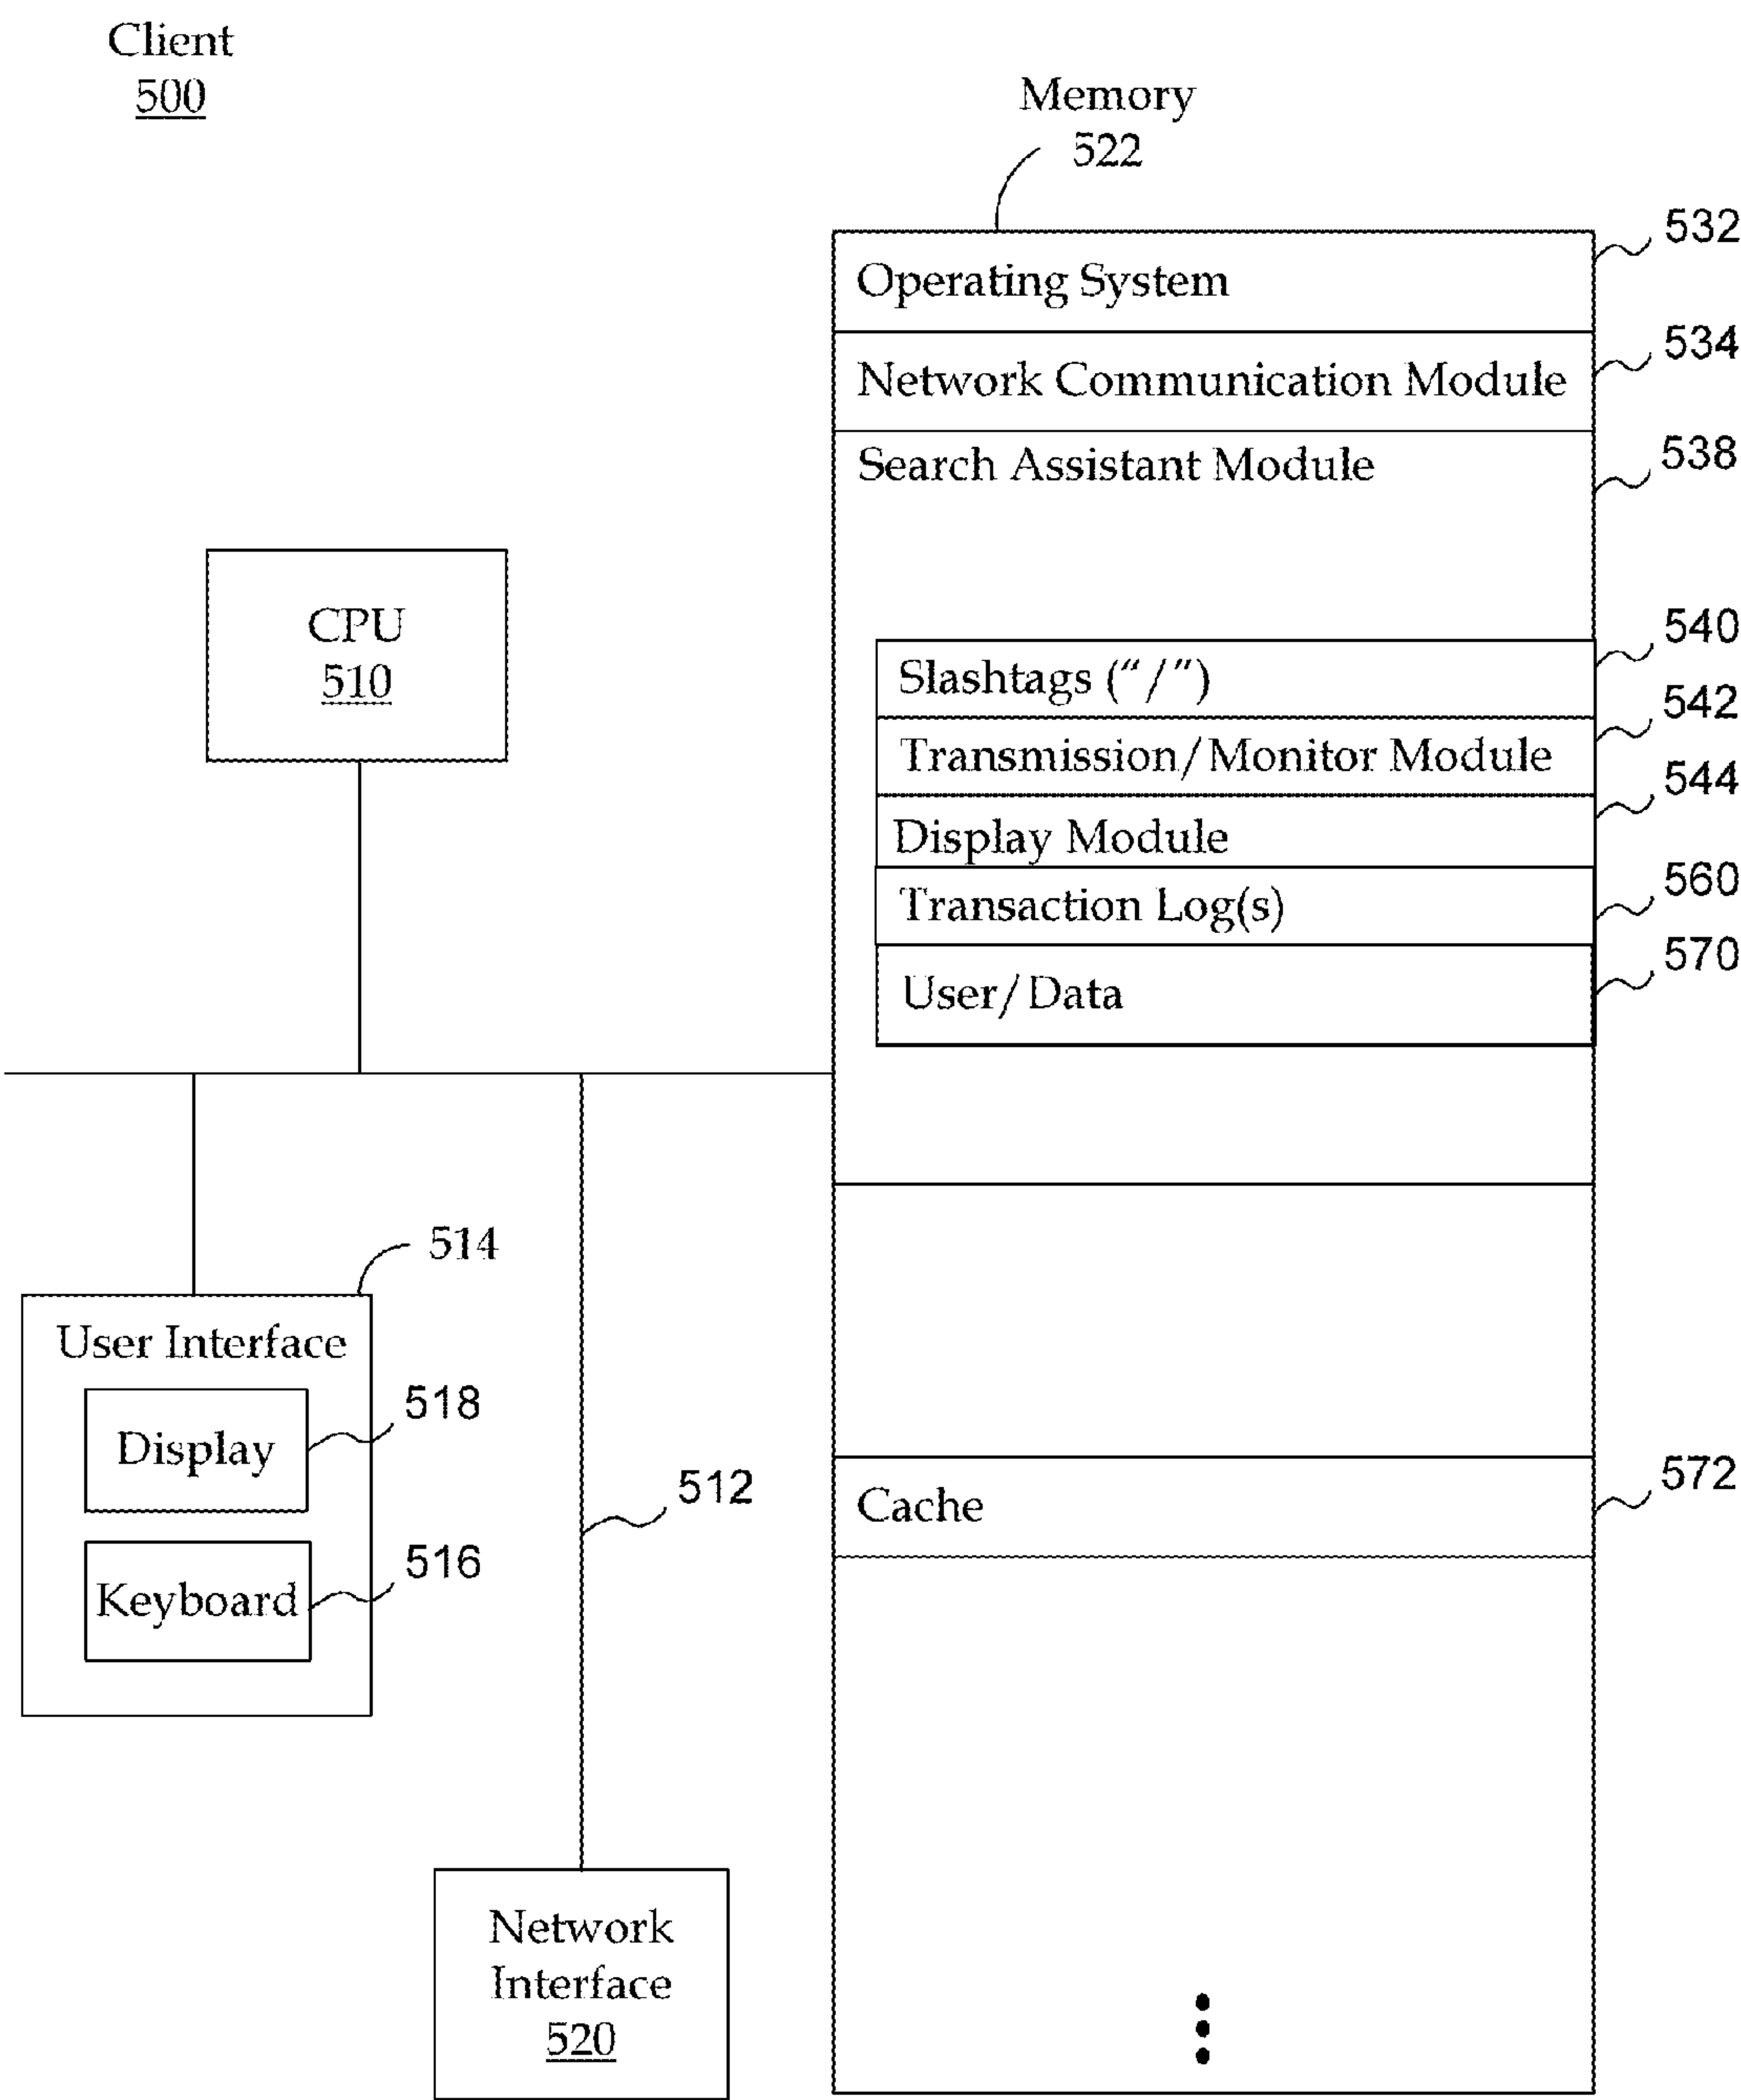 Client
500
Memory
522
532
Operating System
534
Network Communication Module
538
Search Assistant Module
CPU
510
540
Slashtags ("/")
542
Transmission/Monitor Module
544
Display Module
560
Transaction Log(s)
570
User/Data
514
User Interface
518
Display
516
Keyboard
512
572
Cache
Network
Interface
520